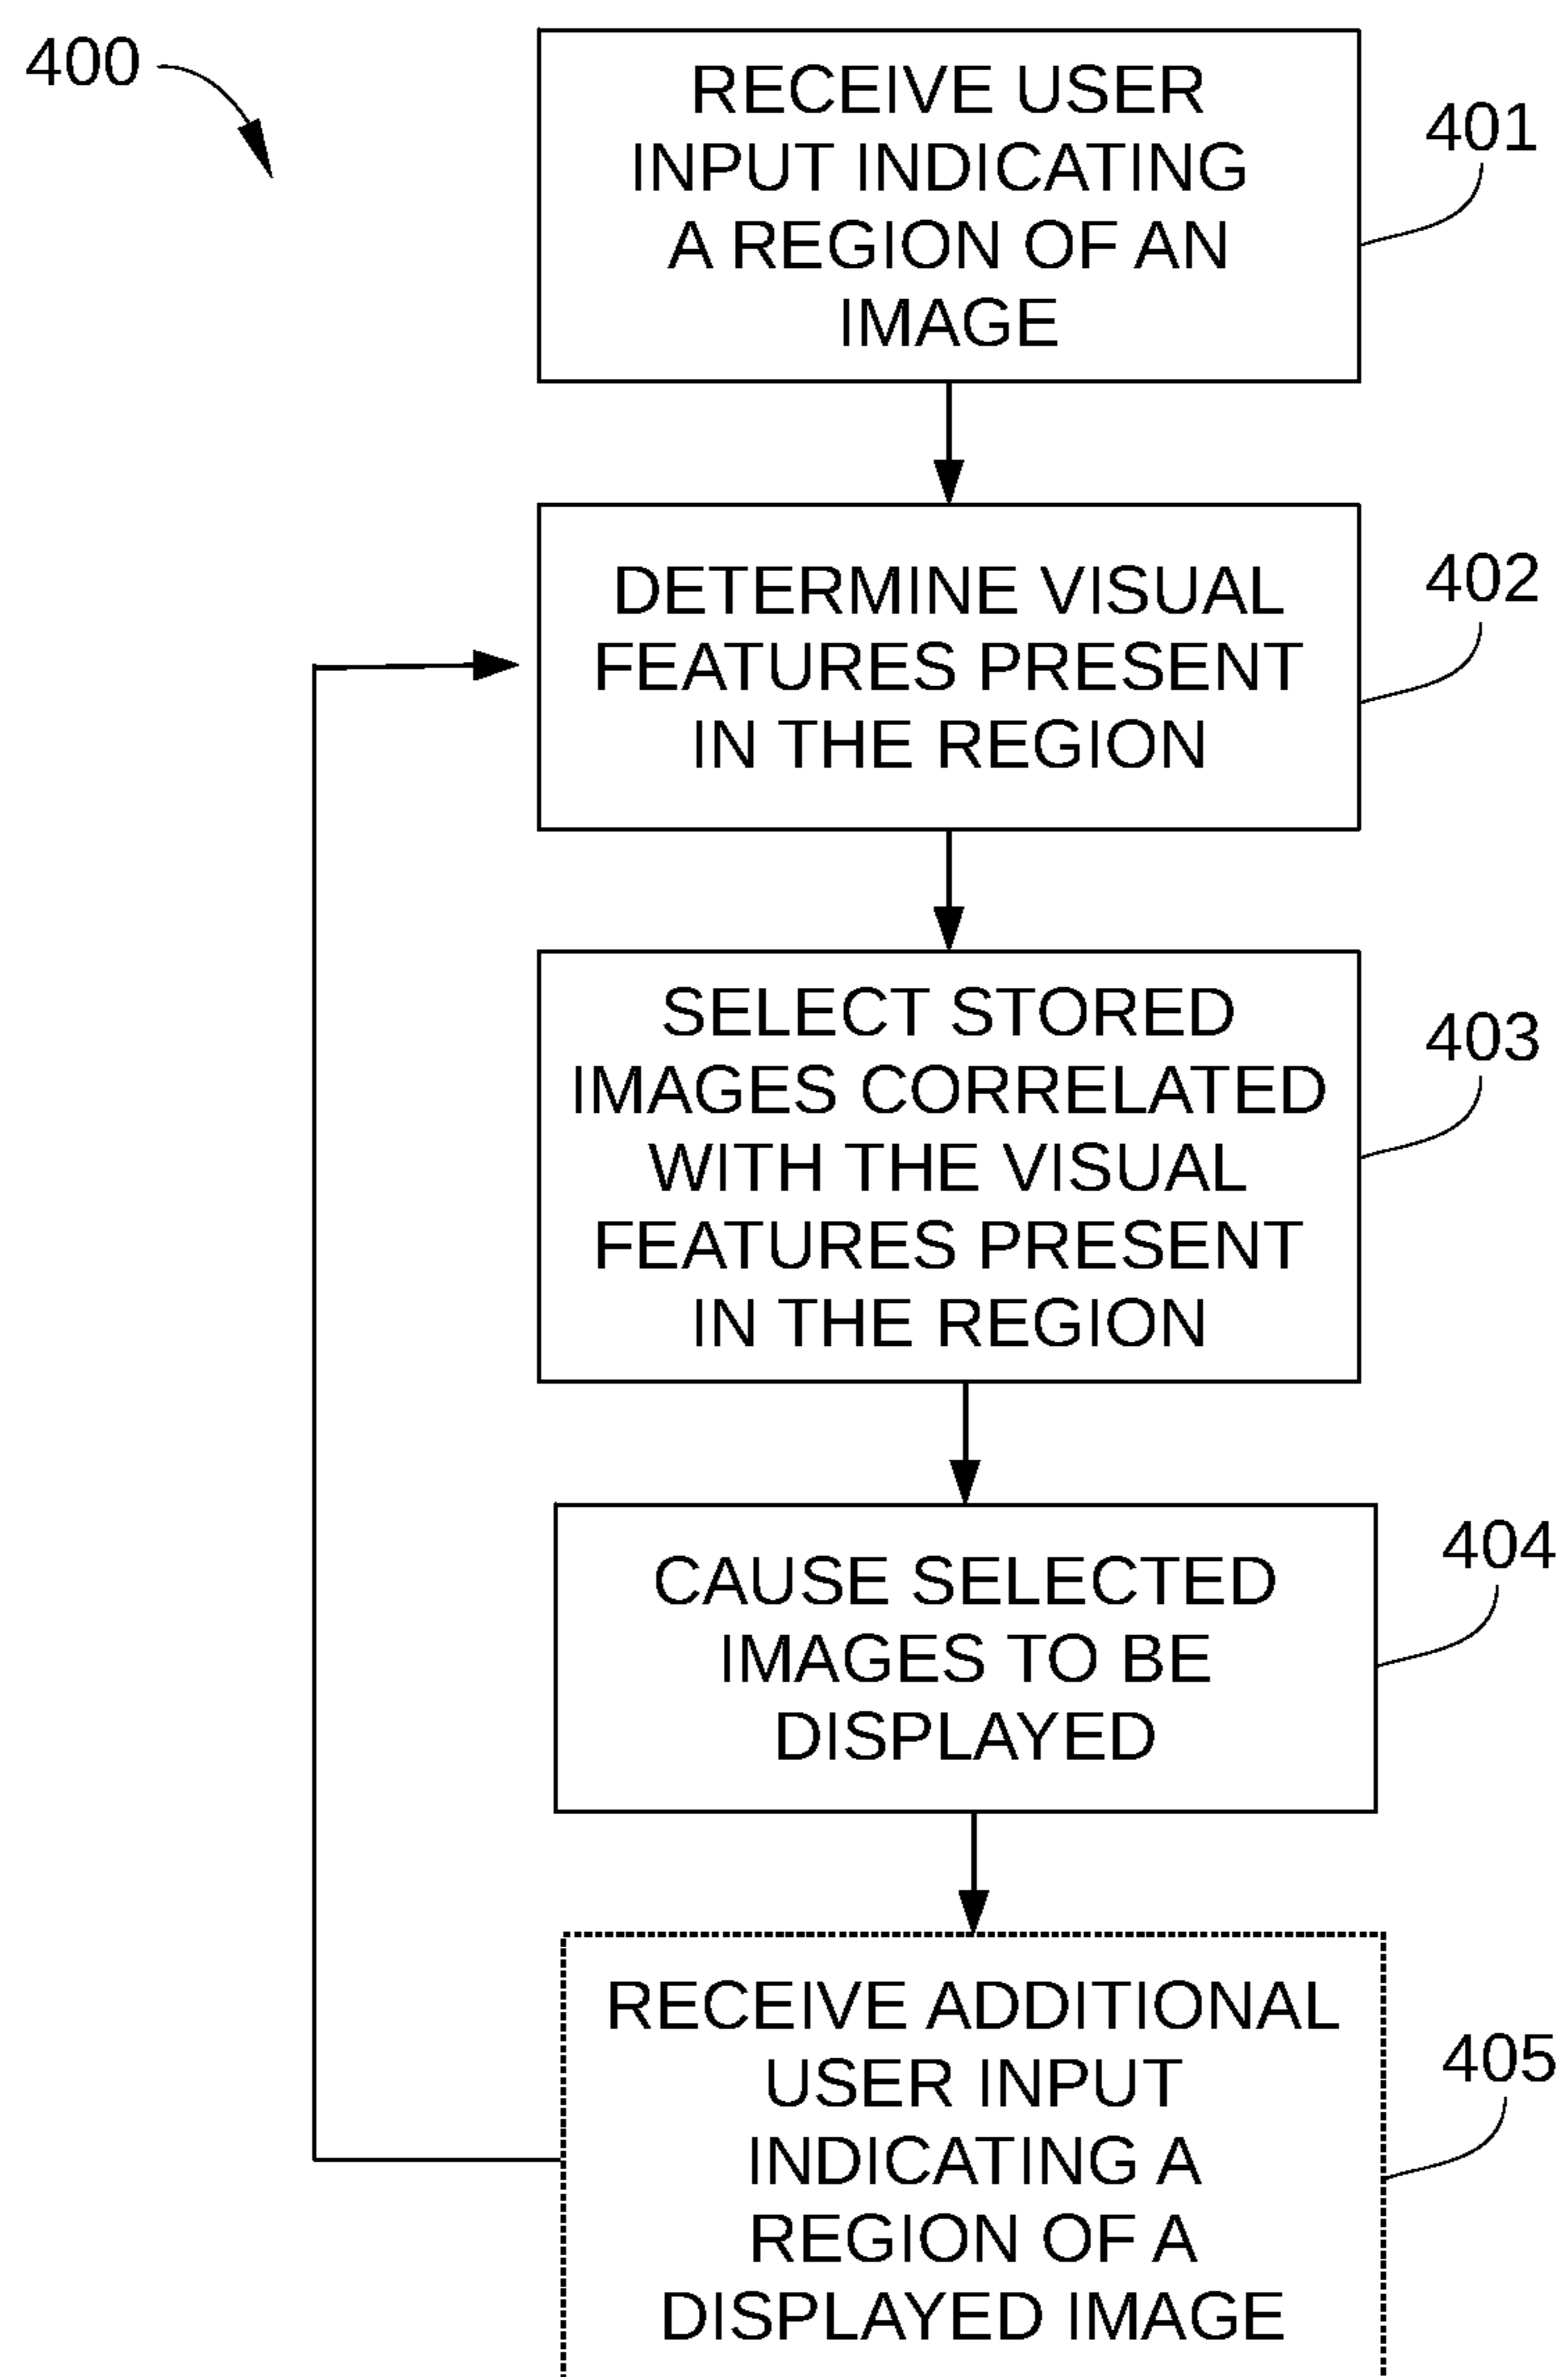 400
RECEIVE USER
INPUT INDICATING
A REGION OF AN
IMAGE
401
DETERMINE VISUAL
FEATURES PRESENT
IN THE REGION
402
SELECT STORED
IMAGES CORRELATED
WITH THE VISUAL
FEATURES PRESENT
IN THE REGION
403
CAUSE SELECTED
IMAGES TO BE
DISPLAYED
404
RECEIVE ADDITIONAL
USER INPUT
INDICATING A
REGION OF A
DISPLAYED IMAGE
405